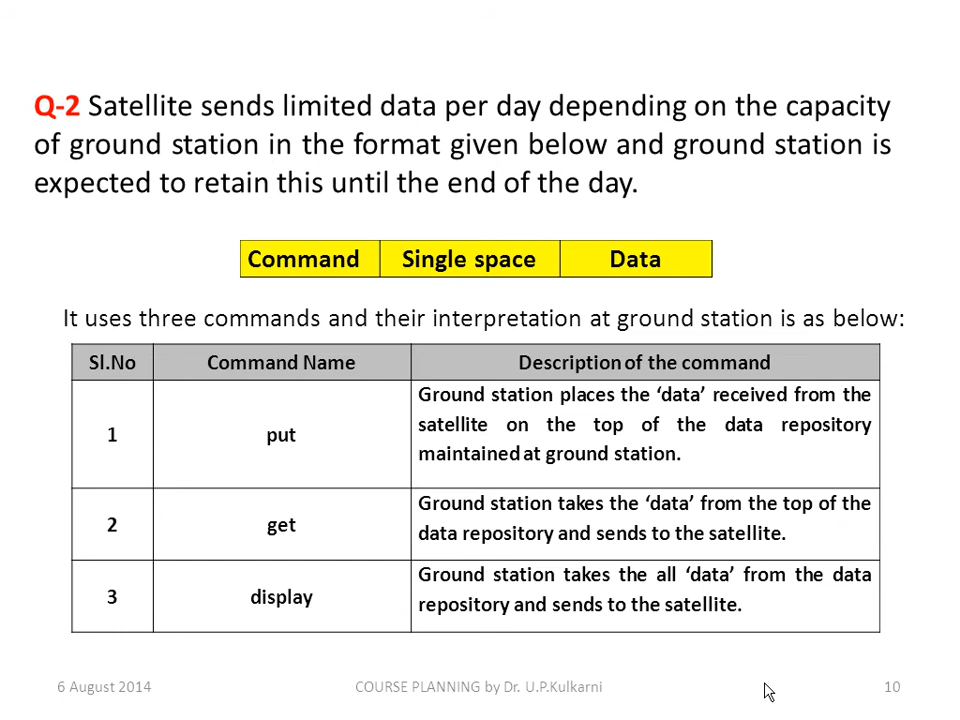 Q-2 Satellite sends limited data per day depending on the capacity
of ground station in the format given below and ground station is
expected to retain this until the end of the day.
Command Single space Data
It uses three commands and their interpretation at ground station is as below:
Sl.No Command Name Description of the command
1 put Ground station places the ‘data’ received from the
satellite on the top of the data repository
maintained at ground station.
2 get Ground station takes the ‘data’ from the top of the
data repository and sends to the satellite.
3 display Ground station takes the all ‘data’ from the data
repository and sends to the satellite.
6 August 2014 COURSE PLANNING by Dr. U.P.Kulkarni 10